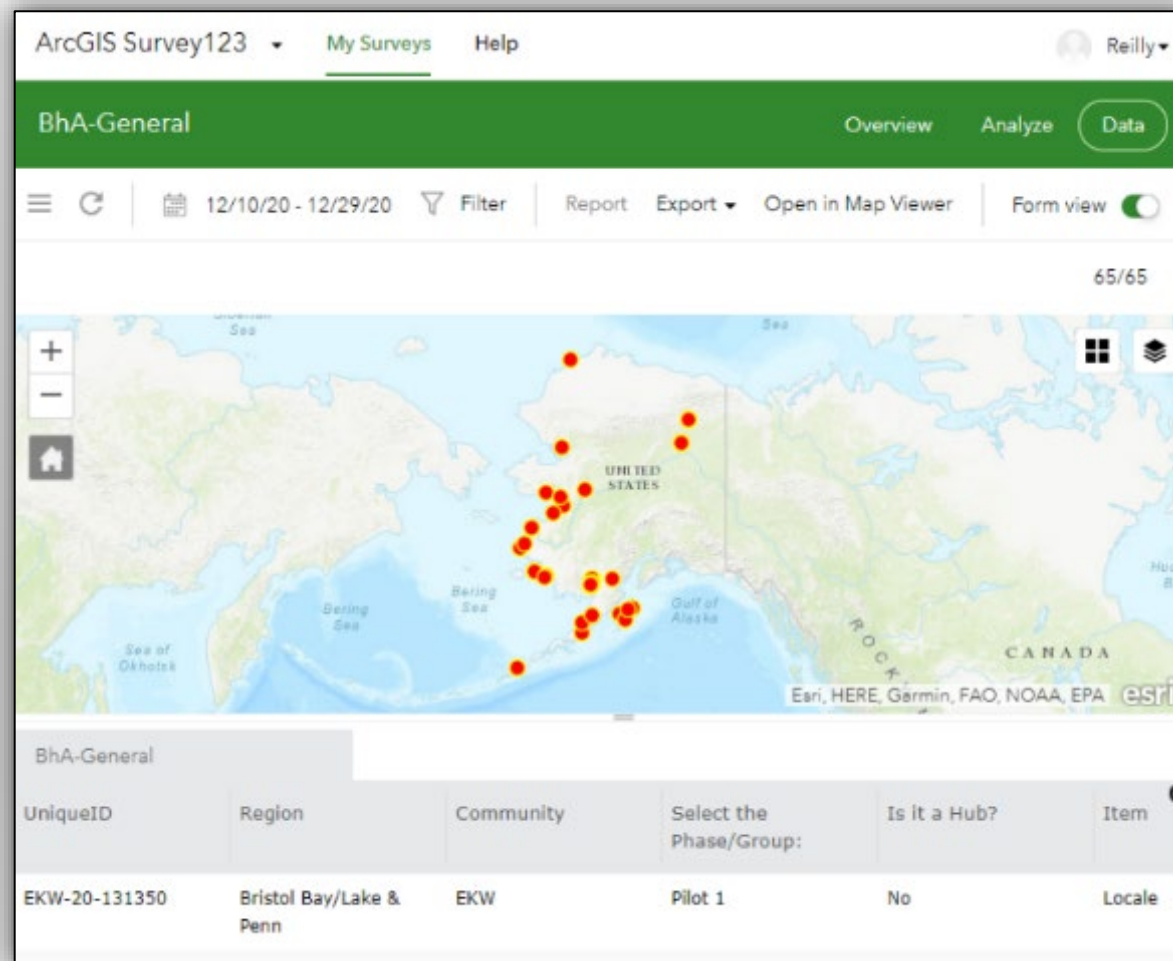 ArcGIS Survey123 My Surveys Help Reilly
BhA-General Overview Analyze Data
12/10/20 - 12/29/20 Filter Report Export Open in Map Viewer Form view
65/65
Sea
Sea
UNITED
STATES
Bering
Sea
Bering
Sea
Gulf of
Alaska
Sea of
Okhotsk
ROCK
CANADA
Esri, HERE, Garmin, FAO, NOAA, EPA esri
BhA-General
UniqueID Region Community Select the Is it a Hub? Item
Phase/Group:
EKW-20-131350 Bristol Bay/Lake & EKW Pilot 1 No Locale
Penn